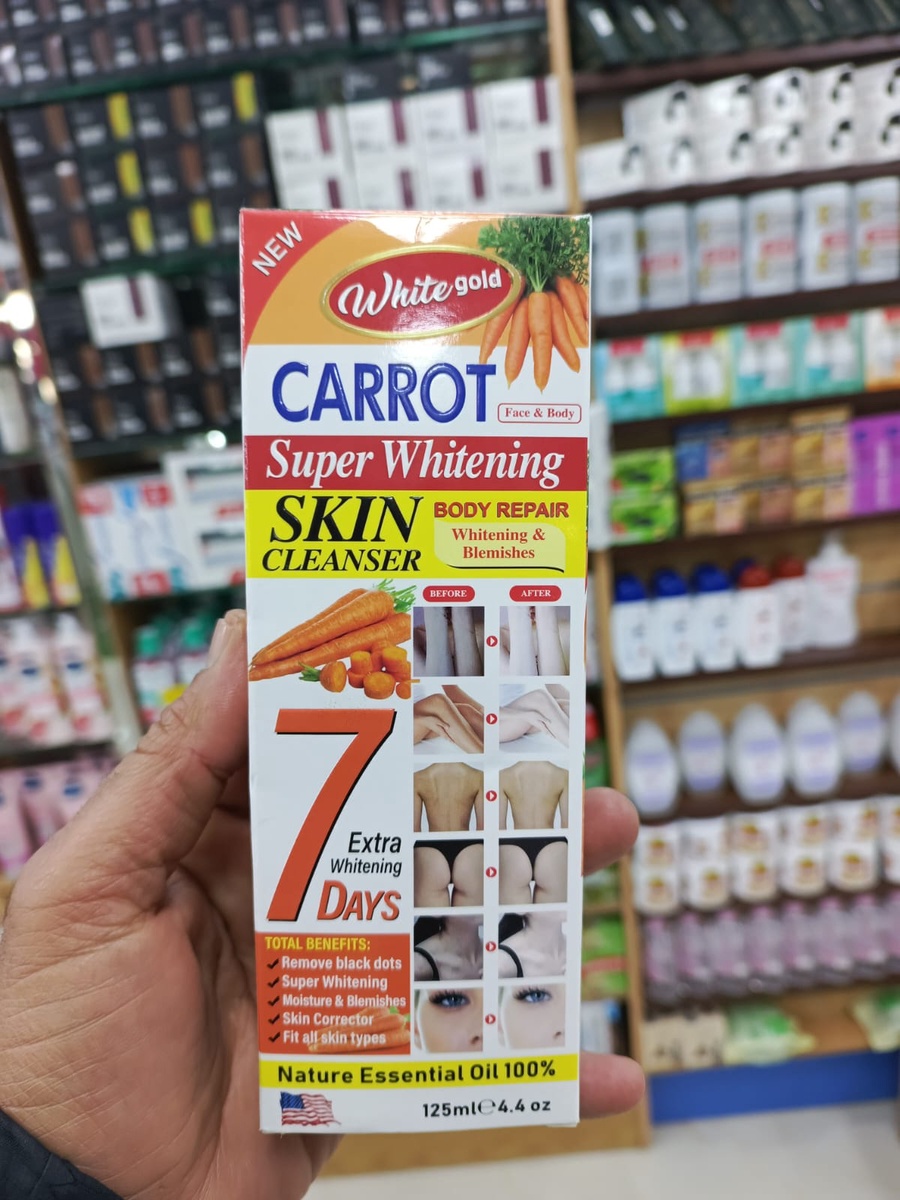 NEW
White gold
CARROT
Face & Body
Super Whitening
SKIN
CLEANSER
BODY REPAIR
Whitening &
Blemishes
BEFORE
AFTER
7
Extra
Whitening
DAYS
TOTAL BENEFITS:
Remove black dots
Super Whitening
Moisture & Blemishes
Skin Corrector
Fit all skin types
Nature Essential Oil 100%
125ml℮4.4 oz